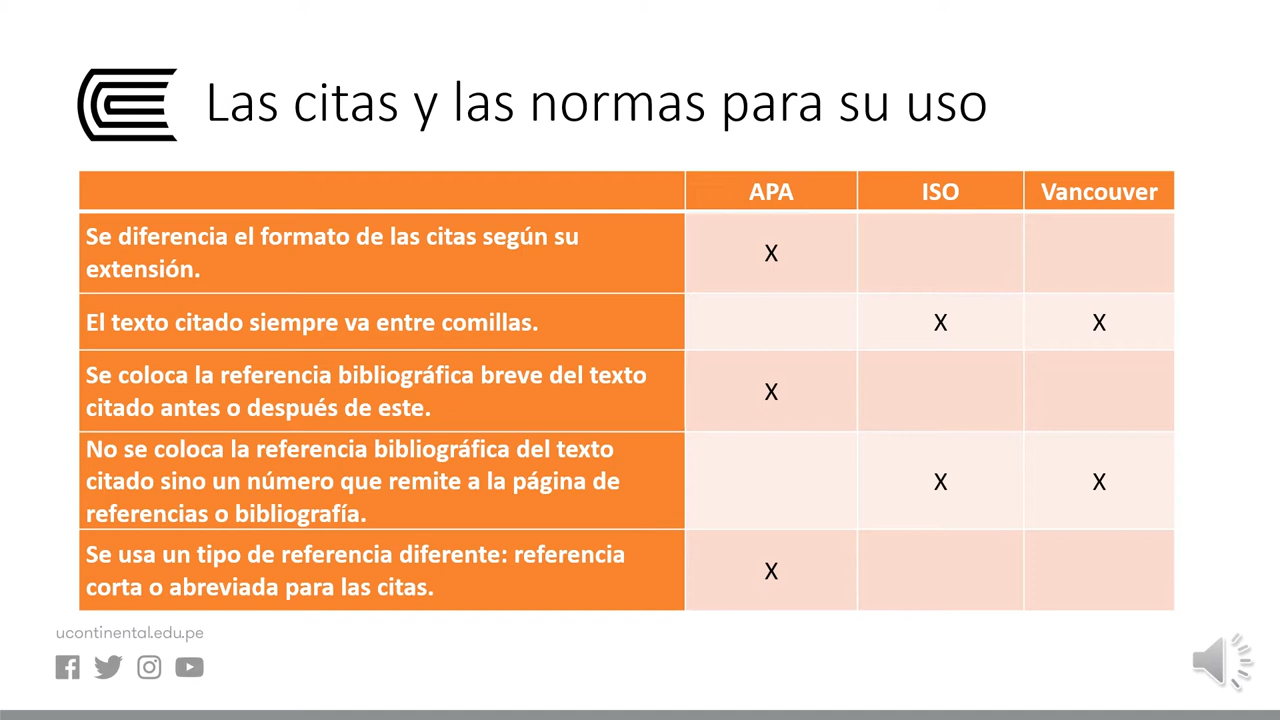 Las citas y las normas para su uso
APA ISO Vancouver
Se diferencia el formato de las citas según su
extensión.
X
El texto citado siempre va entre comillas.
X X
Se coloca la referencia bibliográfica breve del texto
citado antes o después de este.
X
No se coloca la referencia bibliográfica del texto
citado sino un número que remite a la página de
referencias o bibliografía.
X X
Se usa un tipo de referencia diferente: referencia
corta o abreviada para las citas.
X
ucontinental.edu.pe